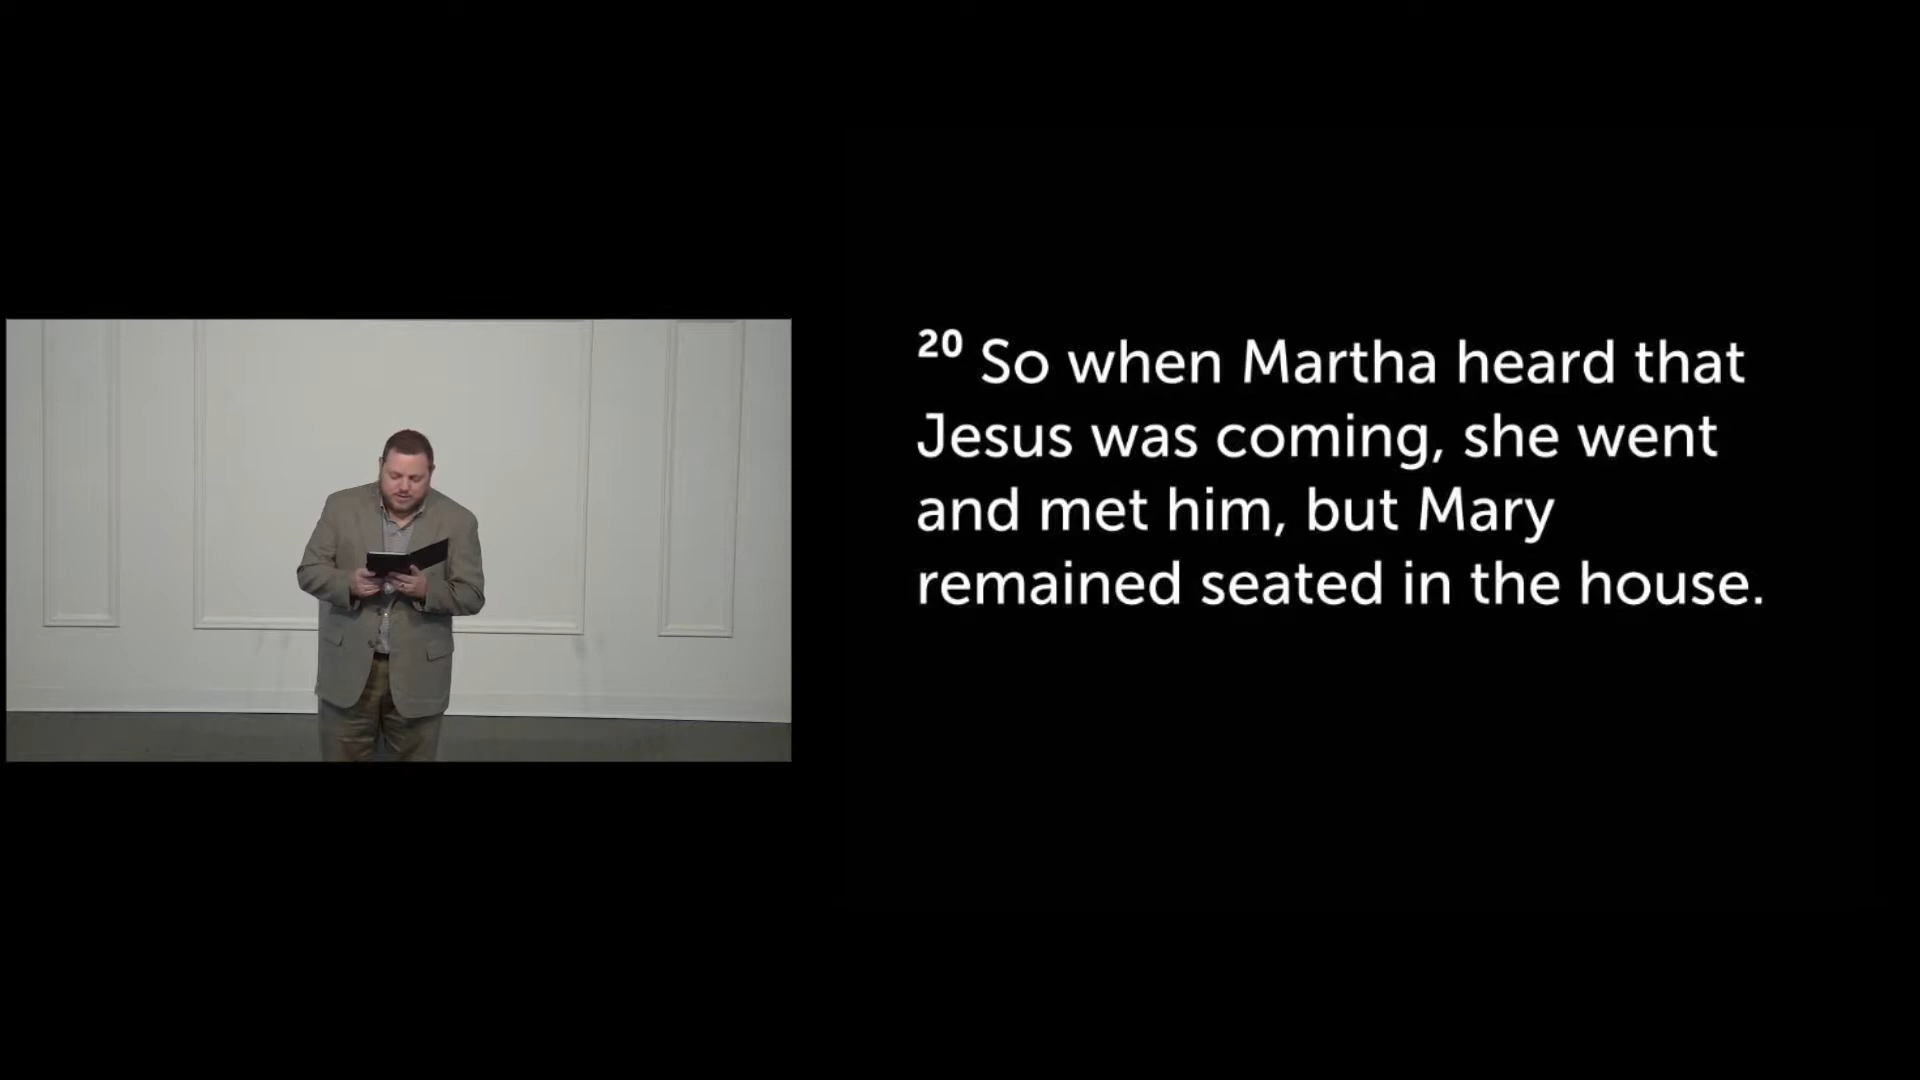 20 So when Martha heard that
Jesus was coming, she went
and met him, but Mary
remained seated in the house.